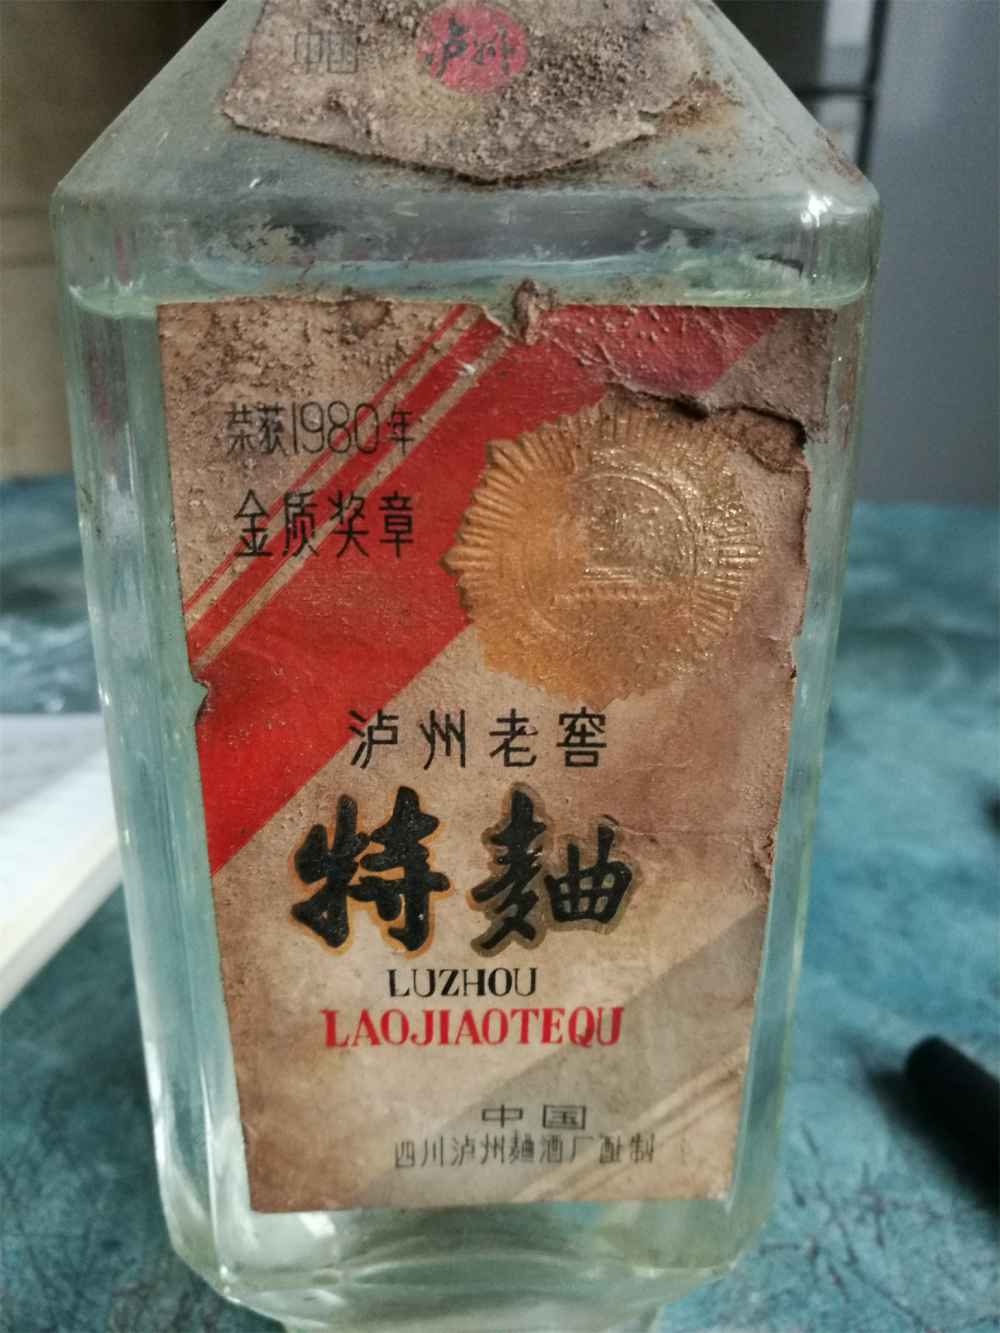 中国
泸州
荣获1980年
金质奖章
泸州老窖
特麯
LUZHOU
LAOJIAOTEQU
中国
四川泸州麯酒厂酝制